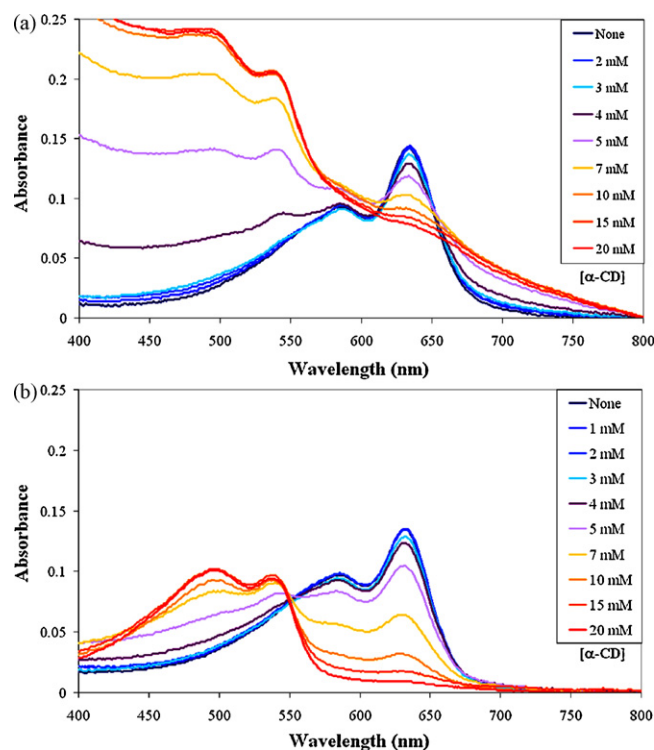 (a)
0.25
0.2
0.15
0.1
0.05
0
Absorbance
None
2 mM
3 mM
4 mM
5 mM
7 mM
10 mM
15 mM
20 mM
[α-CD]
400 450 500 550 600 650 700 750 800
Wavelength (nm)
(b)
0.25
0.2
0.15
0.1
0.05
0
Absorbance
None
1 mM
2 mM
3 mM
4 mM
5 mM
7 mM
10 mM
15 mM
20 mM
[α-CD]
400 450 500 550 600 650 700 750 800
Wavelength (nm)